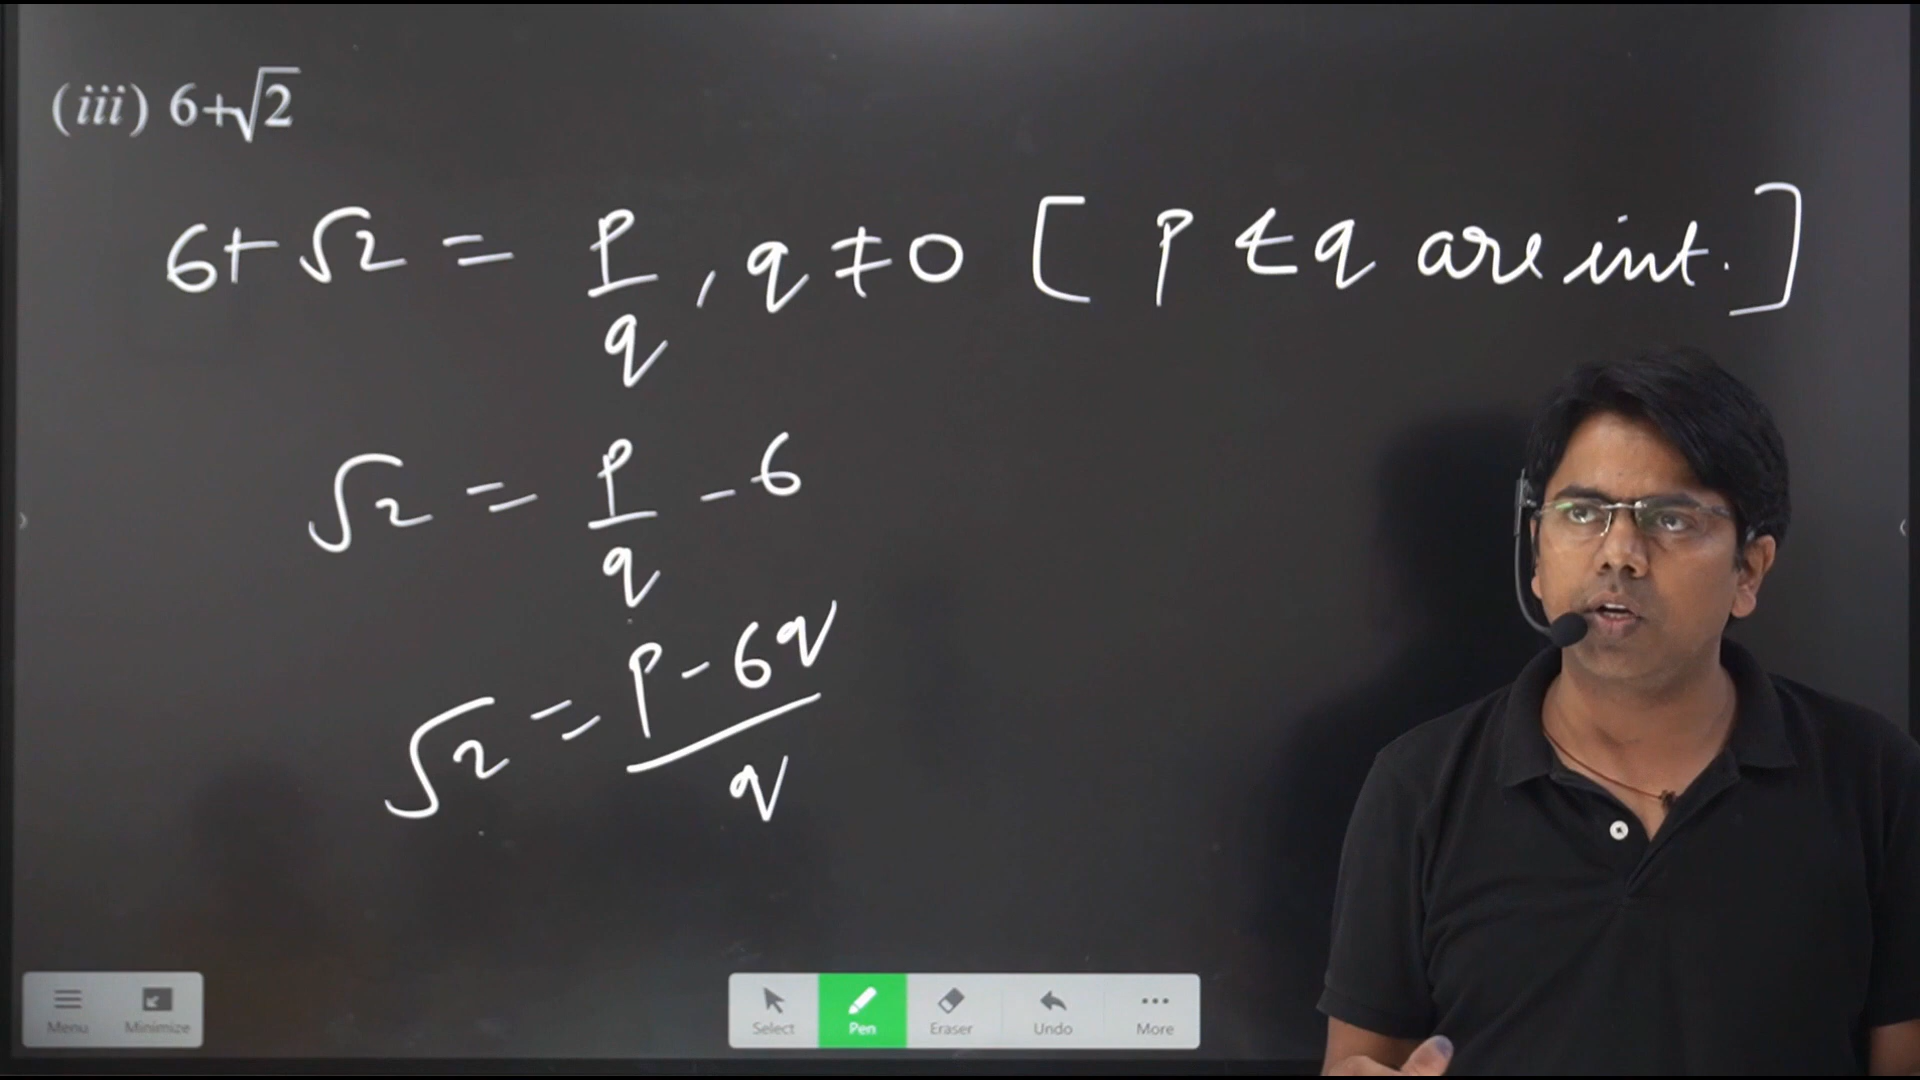 (iii) 6+√2
6+√2 = p/q, q≠0 [p & q are int.]
√2 = p/q - 6
√2 = p-6q/q
Menu Minimize Select Pen Eraser Undo More